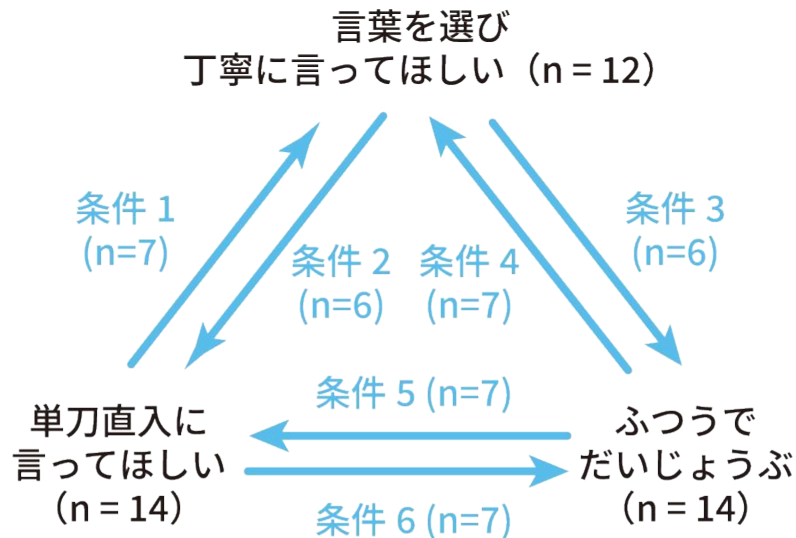 言葉を選び
丁寧に言ってほしい（n = 12）
条件 1
(n=7)
条件 3
(n=6)
条件 2
(n=6)
条件 4
(n=7)
条件 5 (n=7)
単刀直入に
言ってほしい
（n = 14）
ふつうで
だいじょうぶ
（n = 14）
条件 6 (n=7)